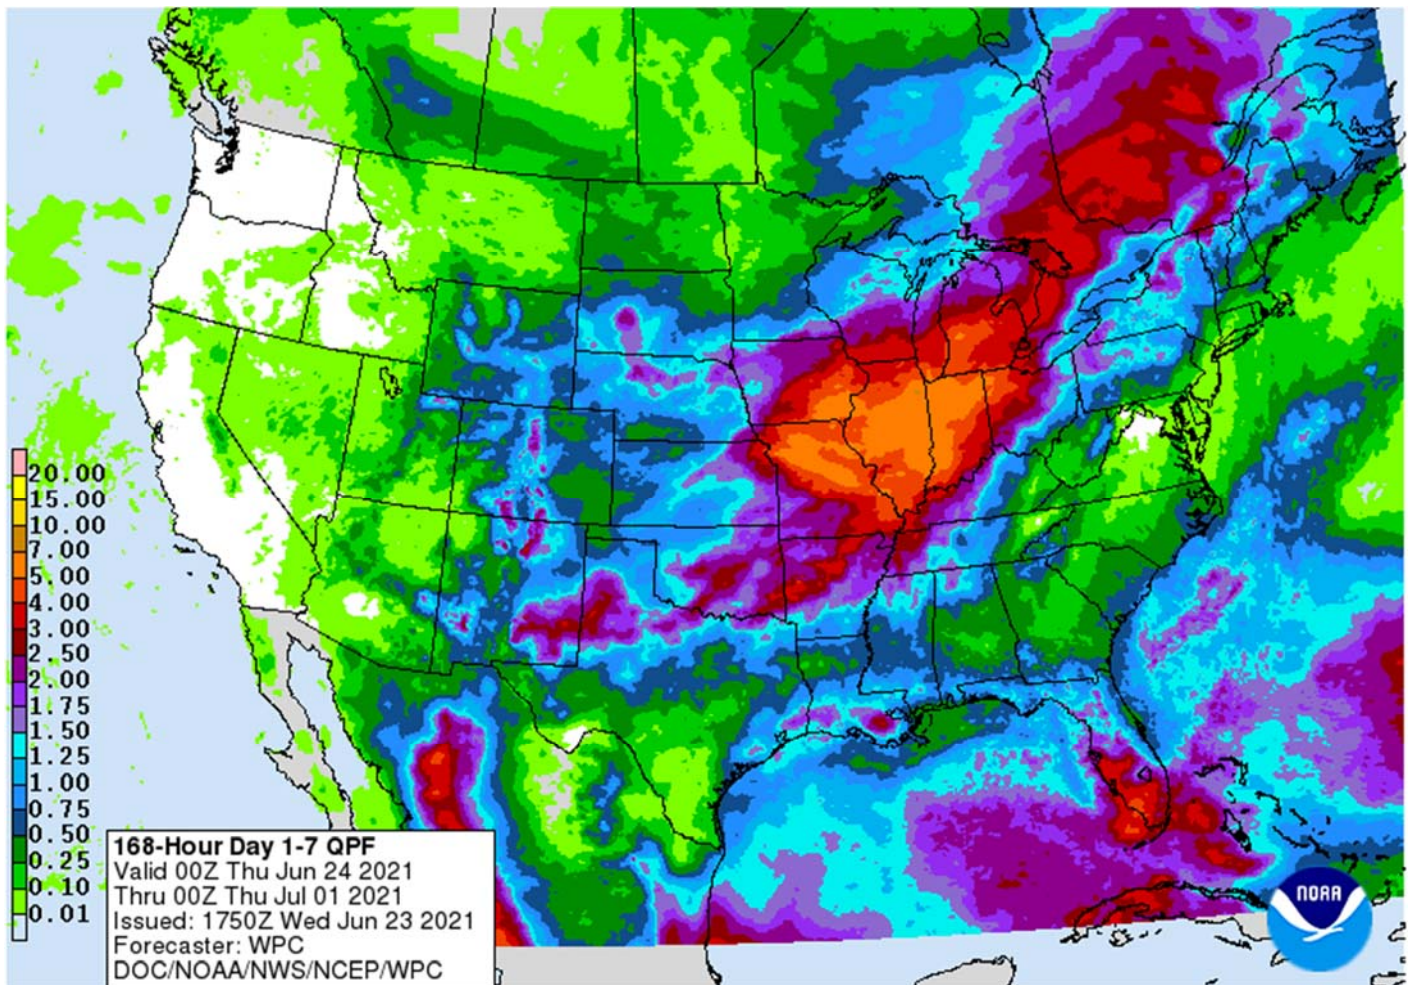 20.00
15.00
10.00
7.00
5.00
4.00
3.00
2.50
2.00
1.75
1.50
1.25
1.00
0.75
0.50
0.25
0.10
0.01
168-Hour Day 1-7 QPF
Valid 00Z Thu Jun 24 2021
Thru 00Z Thu Jul 01 2021
Issued: 1750Z Wed Jun 23 2021
Forecaster: WPC
DOC/NOAA/NWS/NCEP/WPC
NOAA